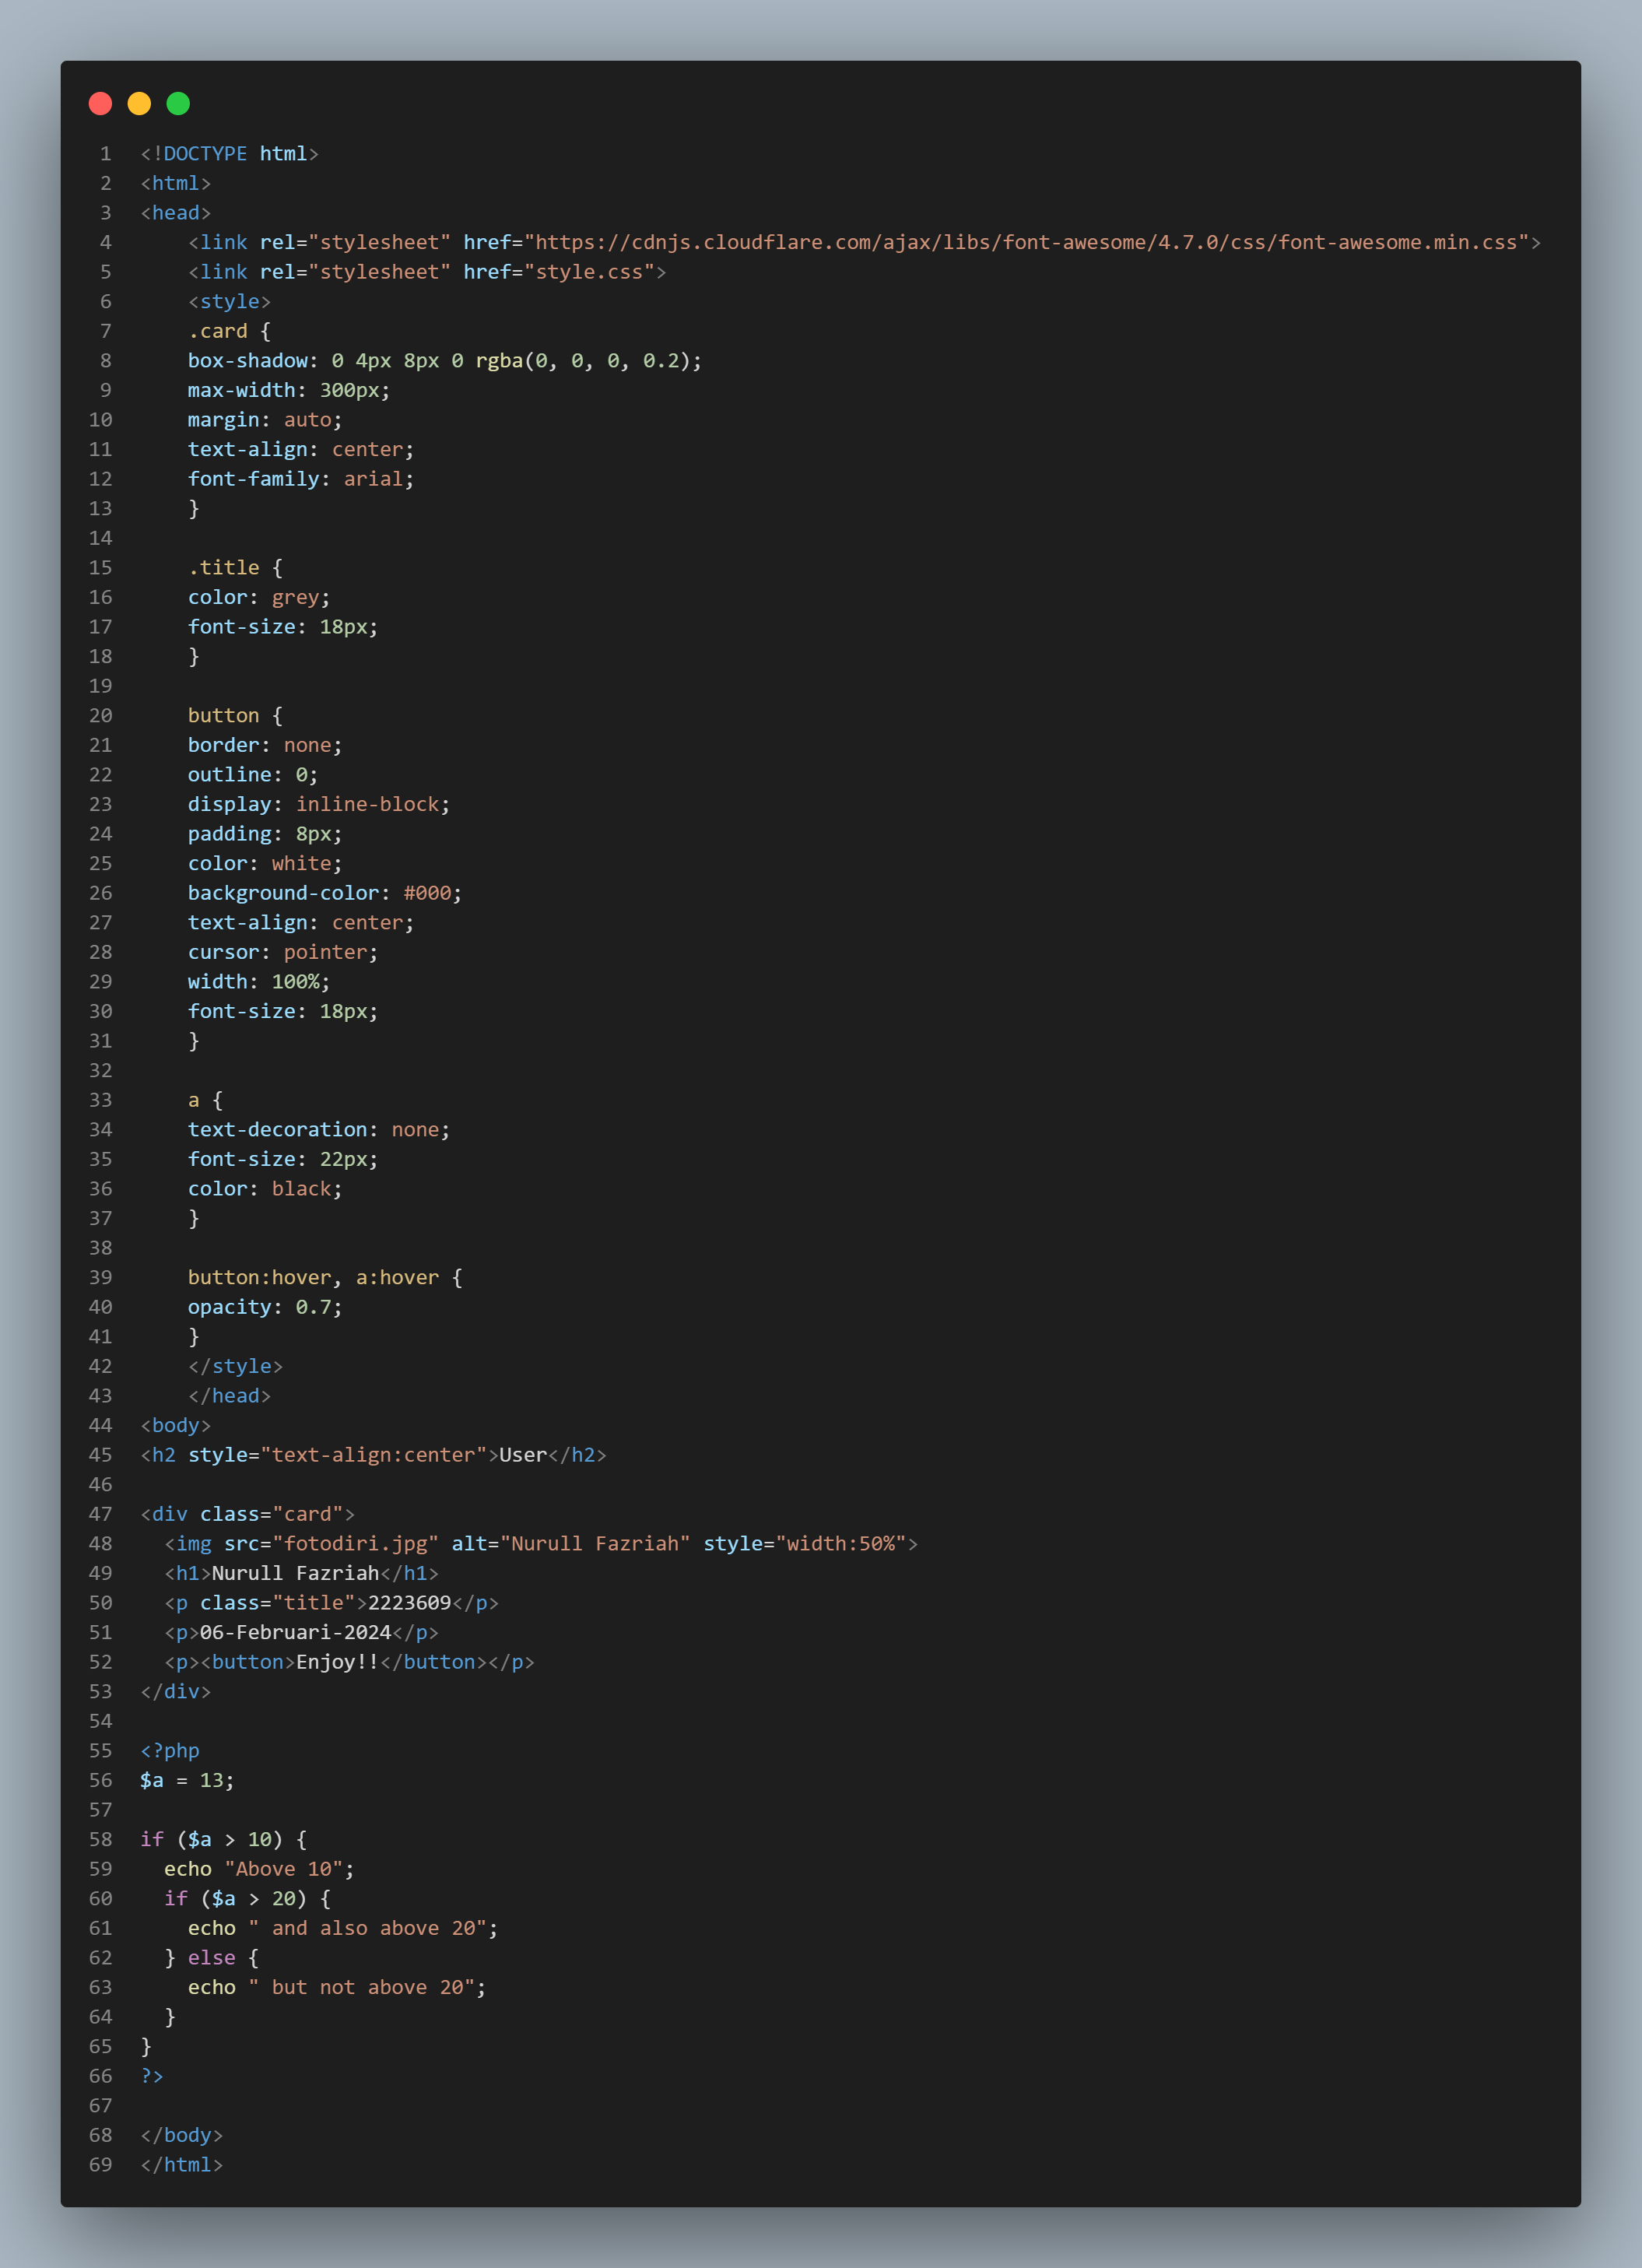 1 <!DOCTYPE html>
2 <html>
3 <head>
4     <link rel="stylesheet" href="https://cdnjs.cloudflare.com/ajax/libs/font-awesome/4.7.0/css/font-awesome.min.css">
5     <link rel="stylesheet" href="style.css">
6     <style>
7     .card {
8     box-shadow: 0 4px 8px 0 rgba(0, 0, 0, 0.2);
9     max-width: 300px;
10     margin: auto;
11     text-align: center;
12     font-family: arial;
13     }
14
15     .title {
16     color: grey;
17     font-size: 18px;
18     }
19
20     button {
21     border: none;
22     outline: 0;
23     display: inline-block;
24     padding: 8px;
25     color: white;
26     background-color: #000;
27     text-align: center;
28     cursor: pointer;
29     width: 100%;
30     font-size: 18px;
31     }
32
33     a {
34     text-decoration: none;
35     font-size: 22px;
36     color: black;
37     }
38
39     button:hover, a:hover {
40     opacity: 0.7;
41     }
42     </style>
43     </head>
44 <body>
45 <h2 style="text-align:center">User</h2>
46
47 <div class="card">
48   <img src="fotodiri.jpg" alt="Nurull Fazriah" style="width:50%">
49   <h1>Nurull Fazriah</h1>
50   <p class="title">2223609</p>
51   <p>06-Februari-2024</p>
52   <p><button>Enjoy!!</button></p>
53 </div>
54
55 <?php
56 $a = 13;
57
58 if ($a > 10) {
59   echo "Above 10";
60   if ($a > 20) {
61     echo " and also above 20";
62   } else {
63     echo " but not above 20";
64   }
65 }
66 ?>
67
68 </body>
69 </html>